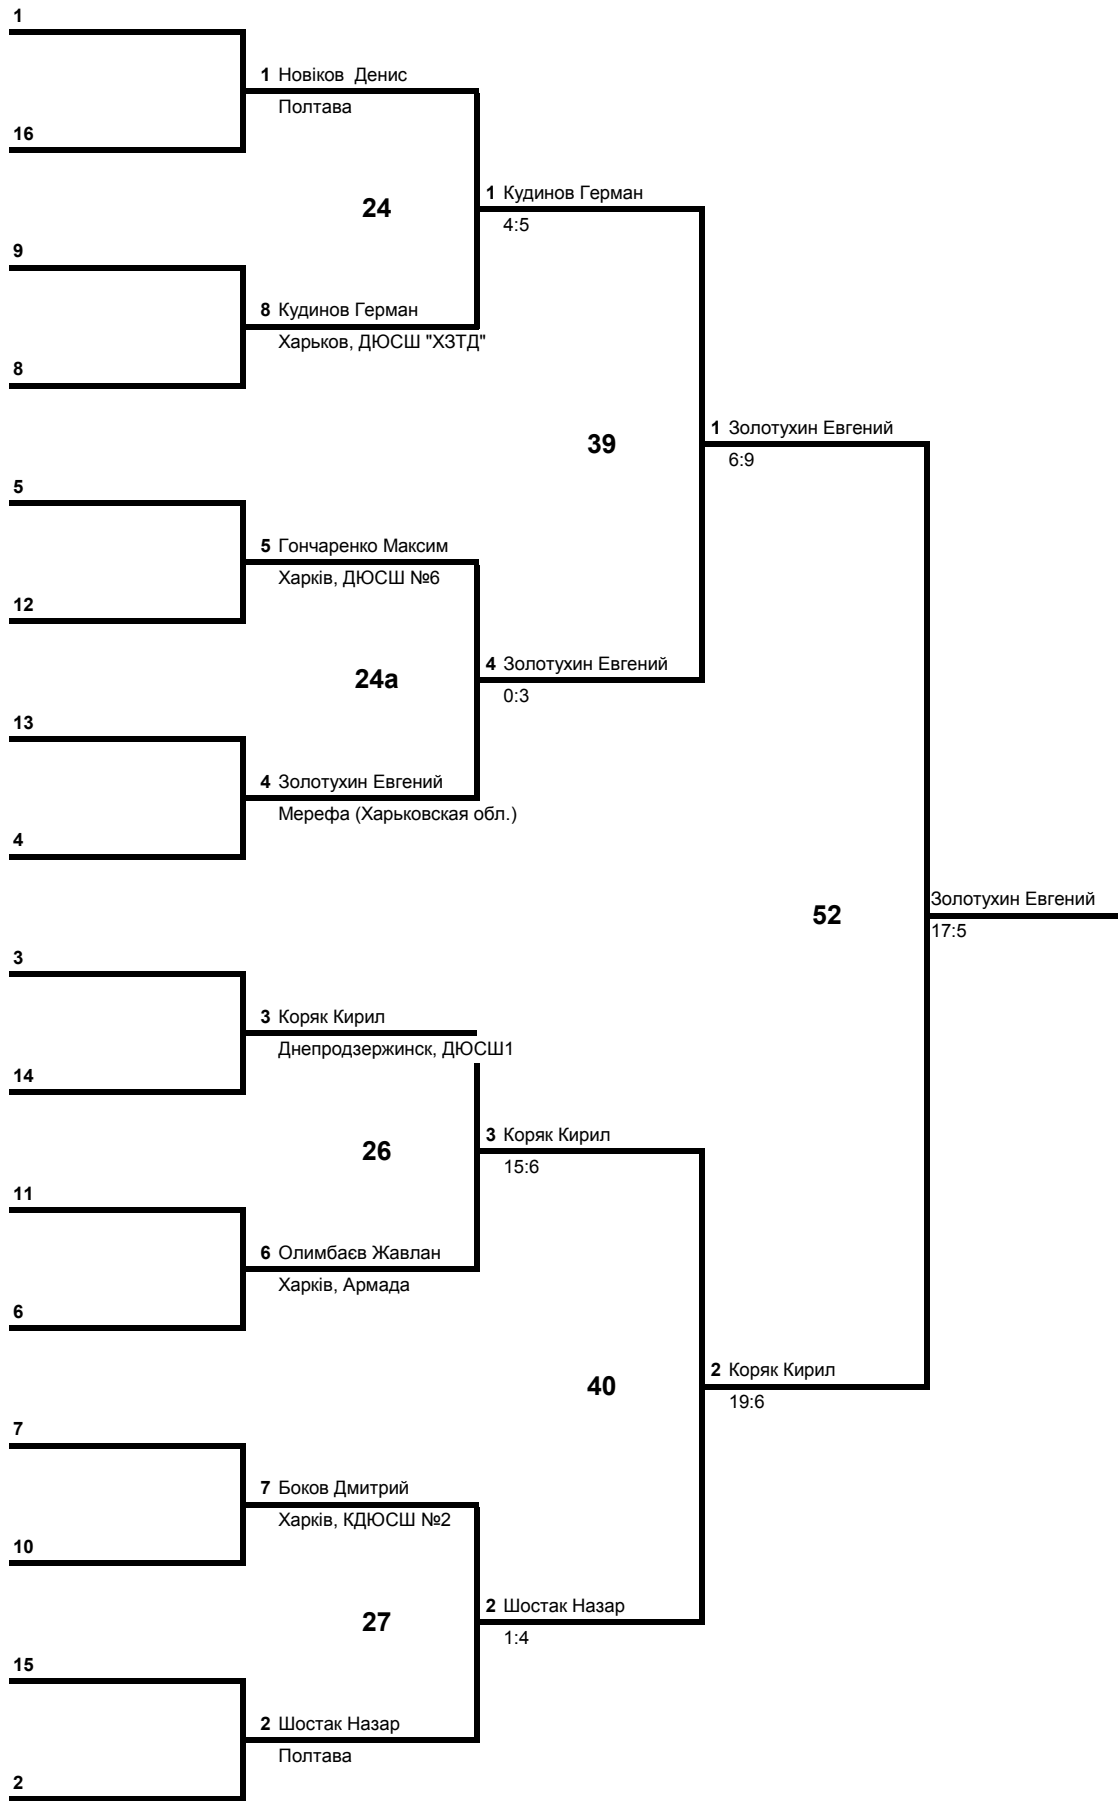 1
1 Новіков  Денис
Полтава
16
24
1 Кудинов Герман
4:5
9
8 Кудинов Герман
Харьков, ДЮСШ "ХЗТД"
8
39
1 Золотухин Евгений
6:9
5
5 Гончаренко Максим
Харків, ДЮСШ №6
12
24а
4 Золотухин Евгений
0:3
13
4 Золотухин Евгений
Мерефа (Харьковская обл.)
4
52
Золотухин Евгений
17:5
3
3 Коряк Кирил
Днепродзержинск, ДЮСШ1
14
26
3 Коряк Кирил
15:6
11
6 Олимбаєв Жавлан
Харків, Армада
6
40
2 Коряк Кирил
19:6
7
7 Боков Дмитрий
Харків, КДЮСШ №2
10
27
2 Шостак Назар
1:4
15
2 Шостак Назар
Полтава
2